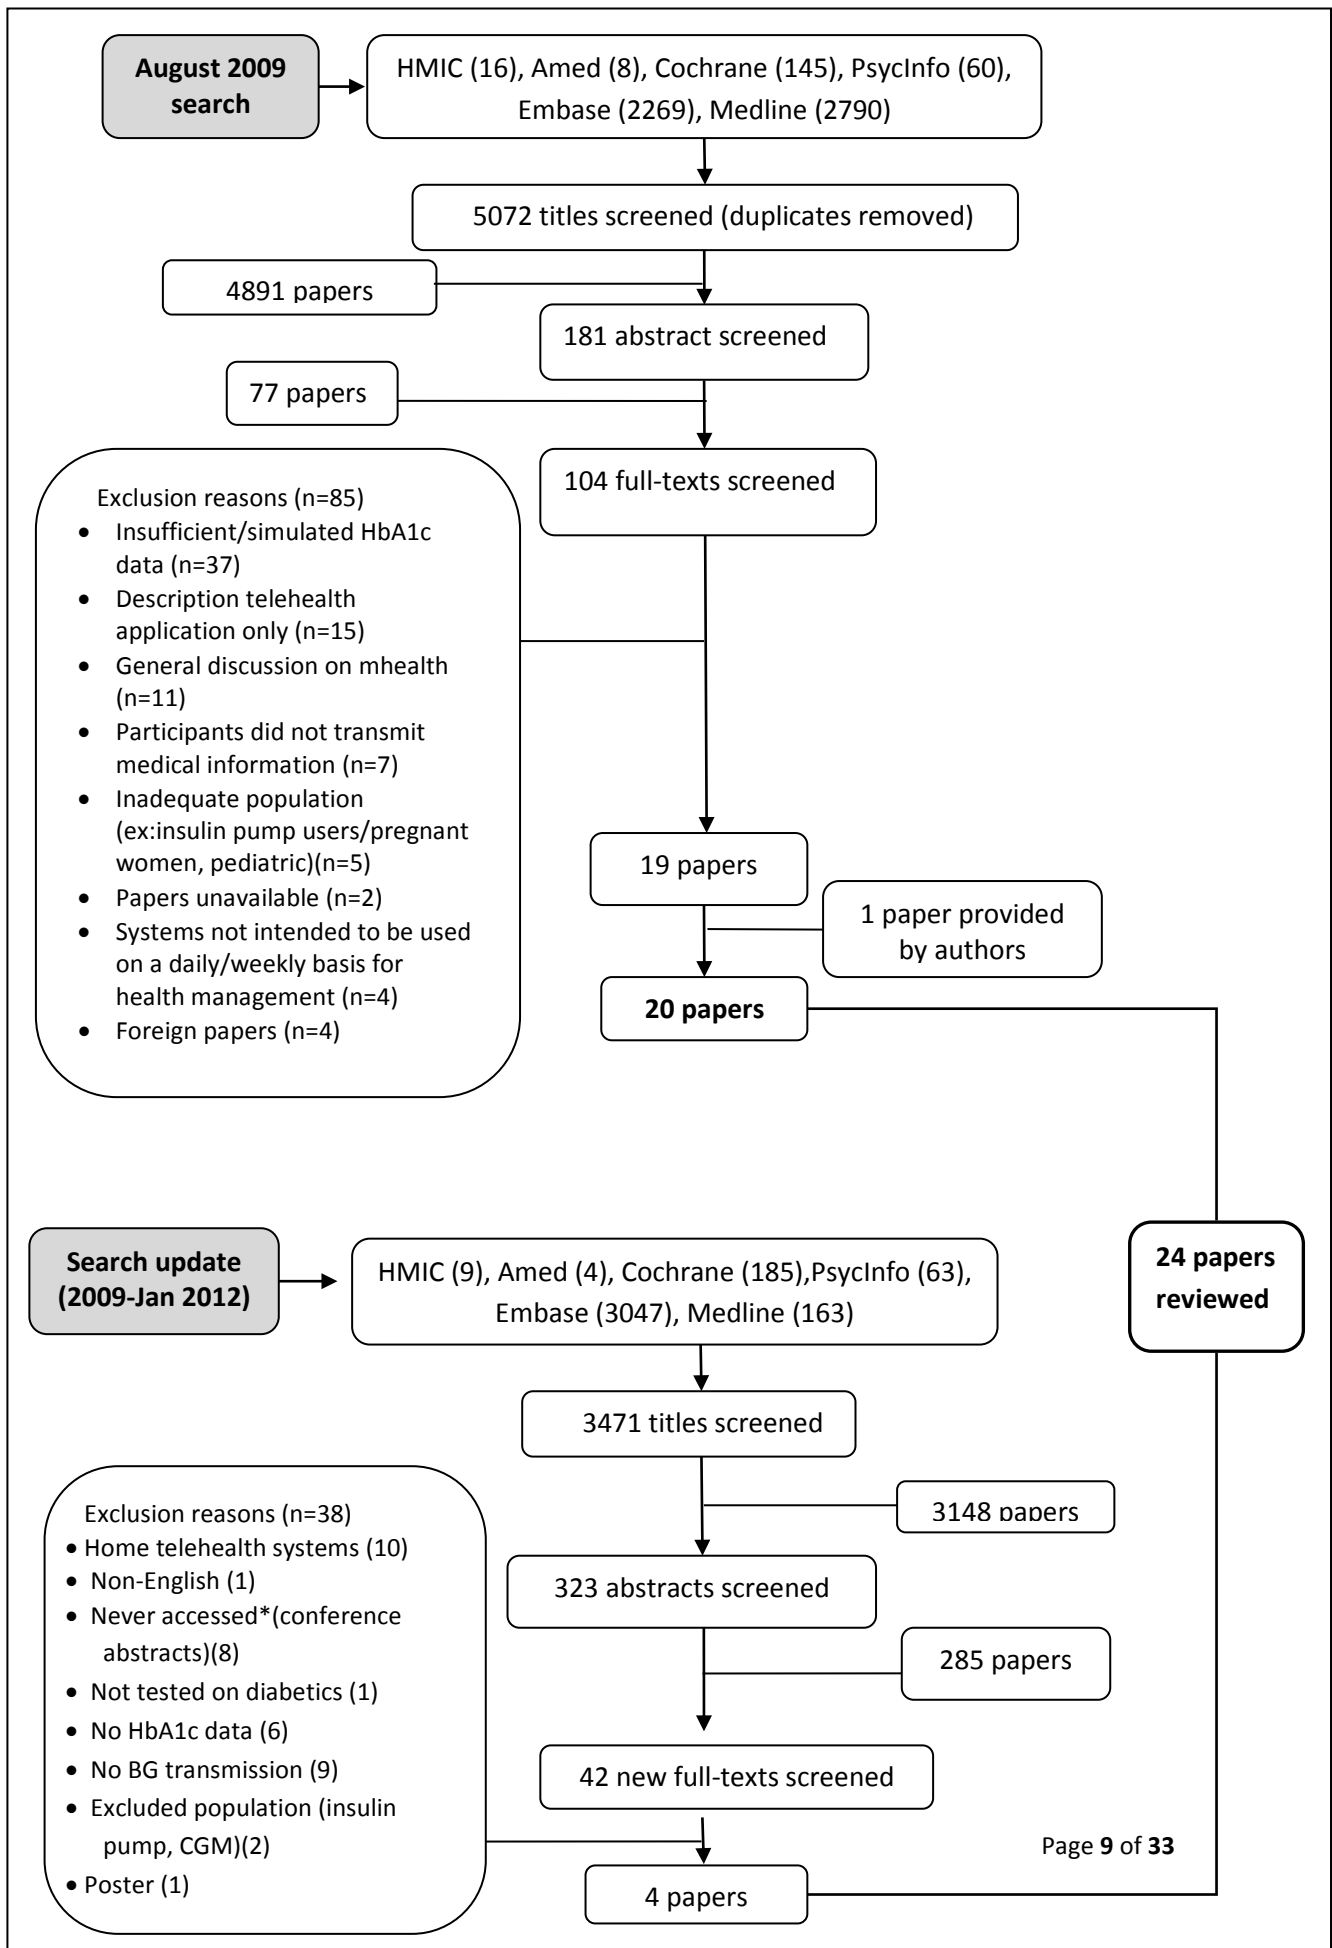 August 2009
search
HMIC (16), Amed (8), Cochrane (145), PsycInfo (60),
Embase (2269), Medline (2790)
5072 titles screened (duplicates removed)
4891 papers
181 abstract screened
77 papers
104 full-texts screened
Exclusion reasons (n=85)
• Insufficient/simulated HbA1c
data (n=37)
• Description telehealth
application only (n=15)
• General discussion on mhealth
(n=11)
• Participants did not transmit
medical information (n=7)
• Inadequate population
(ex:insulin pump users/pregnant
women, pediatric)(n=5)
• Papers unavailable (n=2)
• Systems not intended to be used
on a daily/weekly basis for
health management (n=4)
• Foreign papers (n=4)
19 papers
1 paper provided
by authors
20 papers
24 papers
reviewed
Search update
(2009-Jan 2012)
HMIC (9), Amed (4), Cochrane (185),PsycInfo (63),
Embase (3047), Medline (163)
3471 titles screened
3148 papers
323 abstracts screened
285 papers
42 new full-texts screened
Exclusion reasons (n=38)
• Home telehealth systems (10)
• Non-English (1)
• Never accessed*(conference
abstracts)(8)
• Not tested on diabetics (1)
• No HbA1c data (6)
• No BG transmission (9)
• Excluded population (insulin
pump, CGM)(2)
• Poster (1)
4 papers
Page 9 of 33